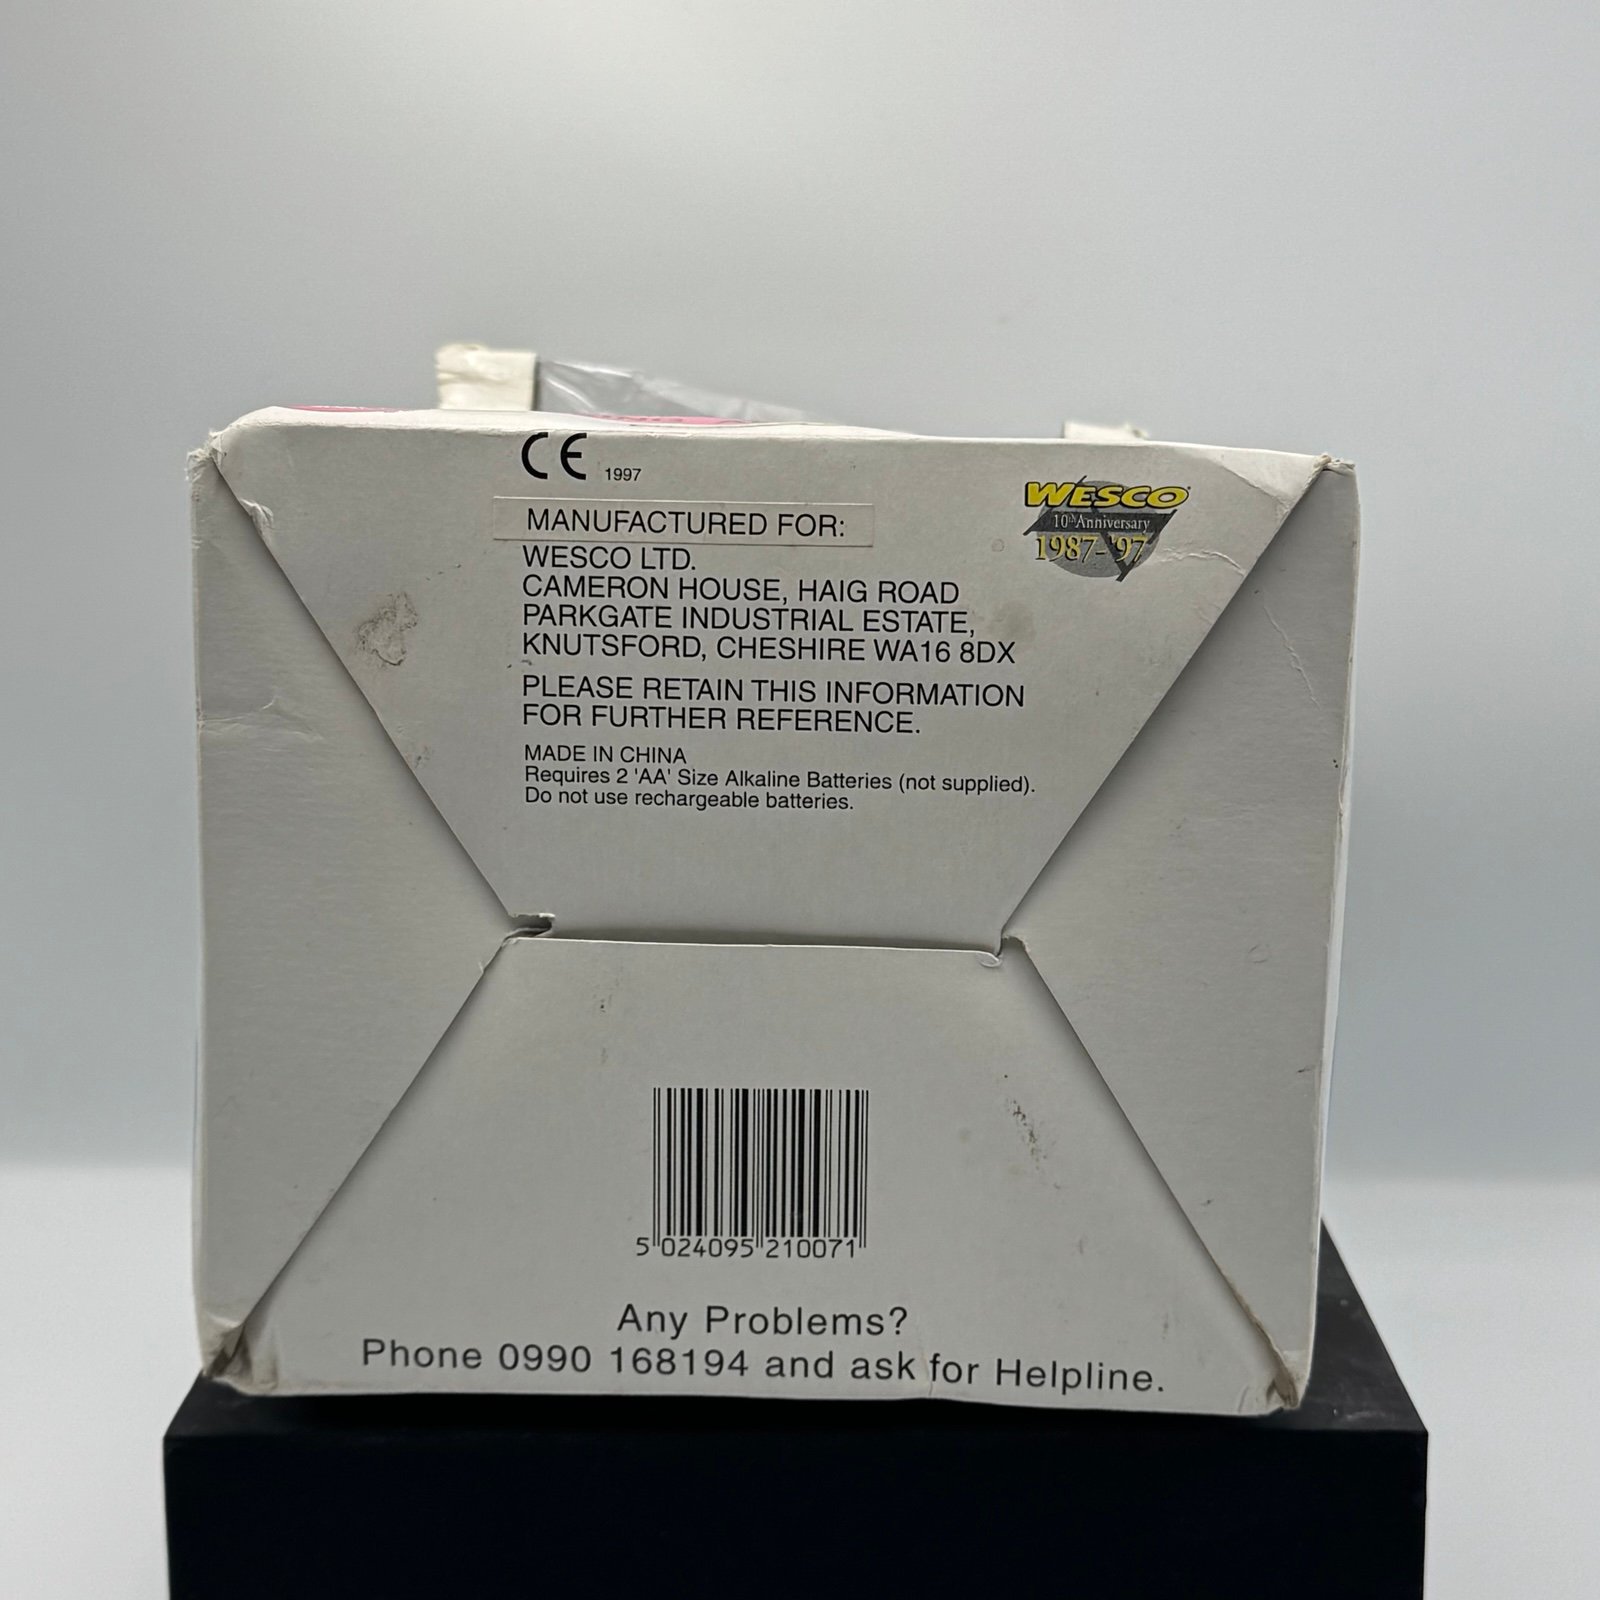 CE 1997
MANUFACTURED FOR:
WESCO LTD.
CAMERON HOUSE, HAIG ROAD
PARKGATE INDUSTRIAL ESTATE,
KNUTSFORD, CHESHIRE WA16 8DX
PLEASE RETAIN THIS INFORMATION
FOR FURTHER REFERENCE.
MADE IN CHINA
Requires 2 'AA' Size Alkaline Batteries (not supplied).
Do not use rechargeable batteries.
WESCO
10th Anniversary
1987-'97
5 024095 210071
Any Problems?
Phone 0990 168194 and ask for Helpline.